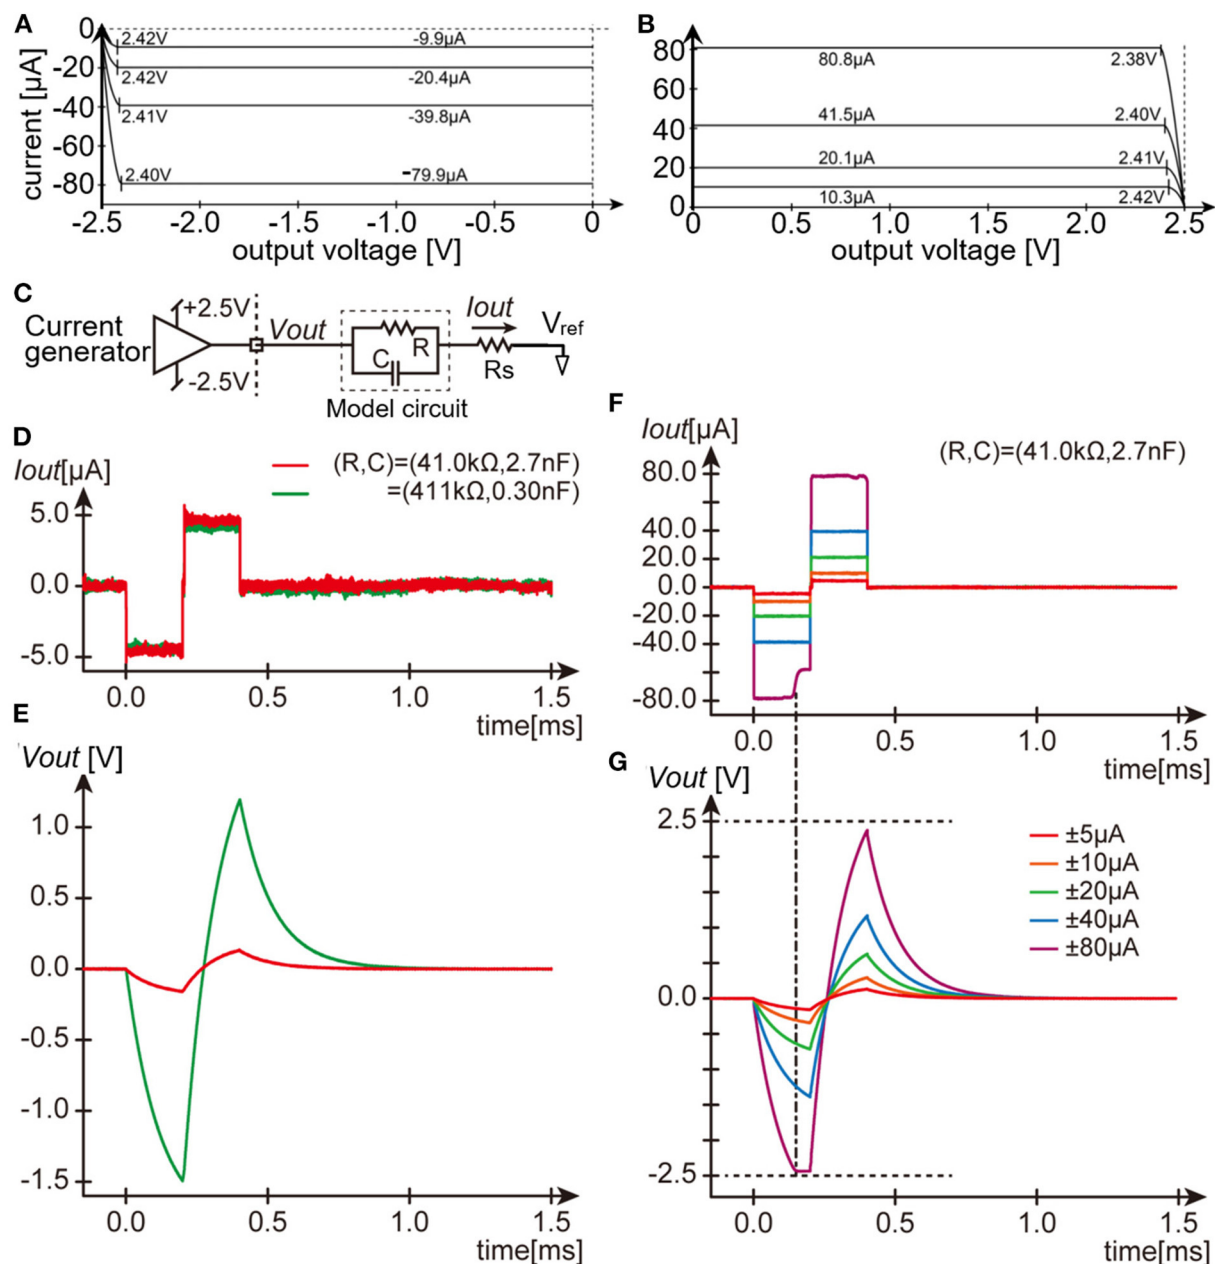 A
current [µA]
0
-20
-40
-60
-80
2.42V
-9.9µA
2.42V
-20.4µA
2.41V
-39.8µA
2.40V
-79.9µA
-2.5
-2.0
-1.5
-1.0
-0.5
0
output voltage [V]
B
80
60
40
20
0
80.8µA
2.38V
41.5µA
2.40V
20.1µA
2.41V
10.3µA
2.42V
0
0.5
1.0
1.5
2.0
2.5
output voltage [V]
C
Current
generator
+2.5V
-2.5V
Vout
R
C
Model circuit
Iout
Rs
Vref
D
Iout[µA]
(R,C)=(41.0kΩ,2.7nF)
=(411kΩ,0.30nF)
5.0
0.0
-5.0
0.0
0.5
1.0
1.5
time[ms]
E
Vout [V]
1.0
0.5
0.0
-0.5
-1.0
-1.5
0.0
0.5
1.0
1.5
time[ms]
F
Iout[µA]
(R,C)=(41.0kΩ,2.7nF)
80.0
40.0
20.0
0.0
-20.0
-40.0
-80.0
0.0
0.5
1.0
1.5
time[ms]
G
Vout [V]
2.5
0.0
-2.5
±5µA
±10µA
±20µA
±40µA
±80µA
0.0
0.5
1.0
1.5
time[ms]